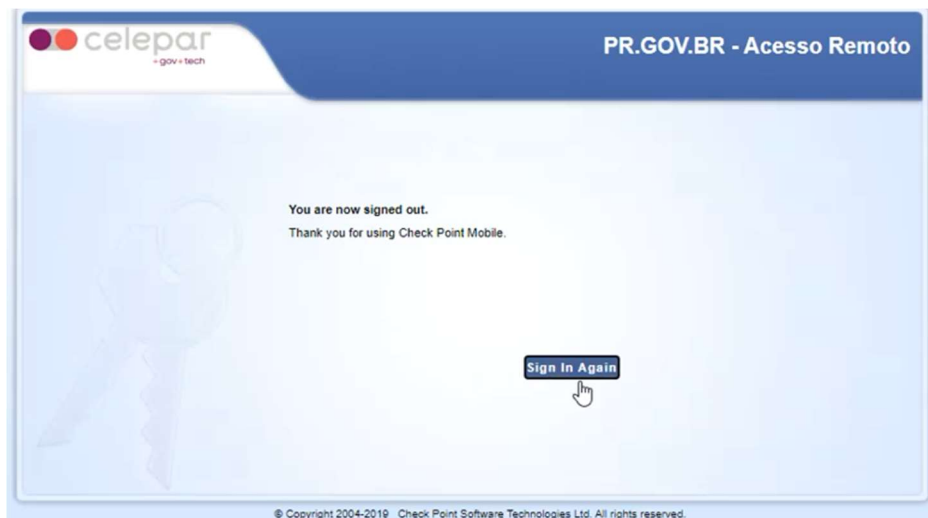 celepar
+gov+tech
PR.GOV.BR - Acesso Remoto
You are now signed out.
Thank you for using Check Point Mobile.
Sign In Again
© Copyright 2004-2019 Check Point Software Technologies Ltd. All rights reserved.